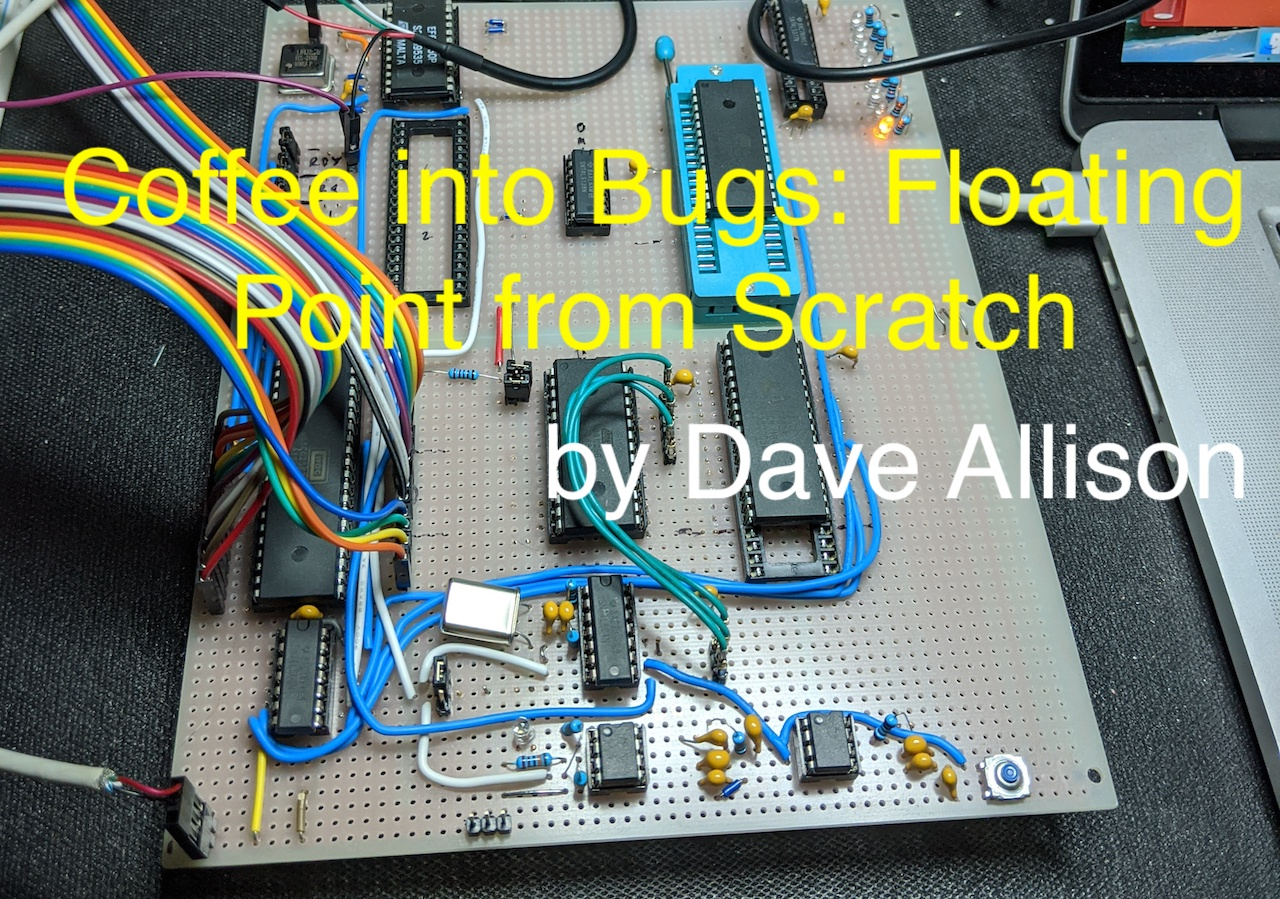 Coffee into Bugs: Floating
Point from Scratch
by Dave Allison